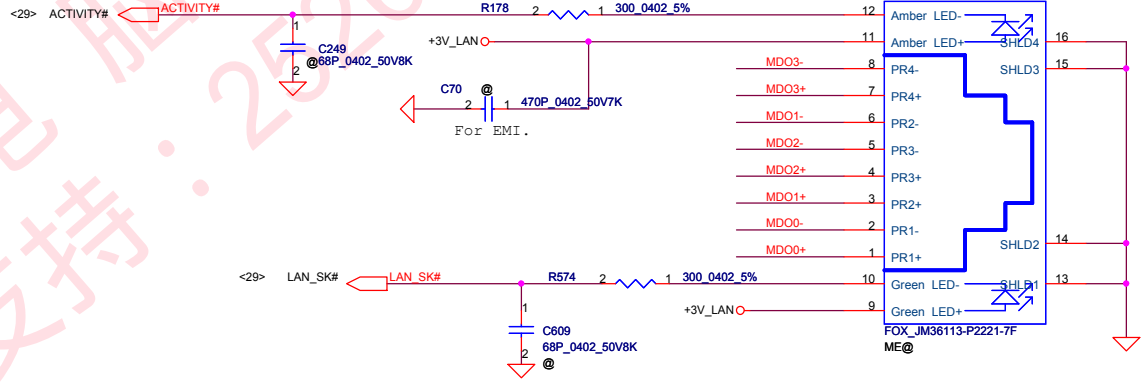 <29> ACTIVITY# ACTIVITY# R178 2 1 300_0402_5% 12 Amber LED-
+3V_LAN 11 Amber LED+ SHLD4 16
1 C249
2 @68P_0402_50V8K
MDO3- 8 PR4- SHLD3 15
C70 @
2 1 470P_0402_50V7K
For EMI.
MDO3+ 7 PR4+
MDO1- 6 PR2-
MDO2- 5 PR3-
MDO2+ 4 PR3+
MDO1+ 3 PR2+
MDO0- 2 PR1- SHLD2 14
MDO0+ 1 PR1+
<29> LAN_SK# LAN_SK# R574 2 1 300_0402_5% 10 Green LED- SHLD1 13
+3V_LAN 9 Green LED+
1 C609
2 68P_0402_50V8K
@
FOX_JM36113-P2221-7F
ME@
支持：252